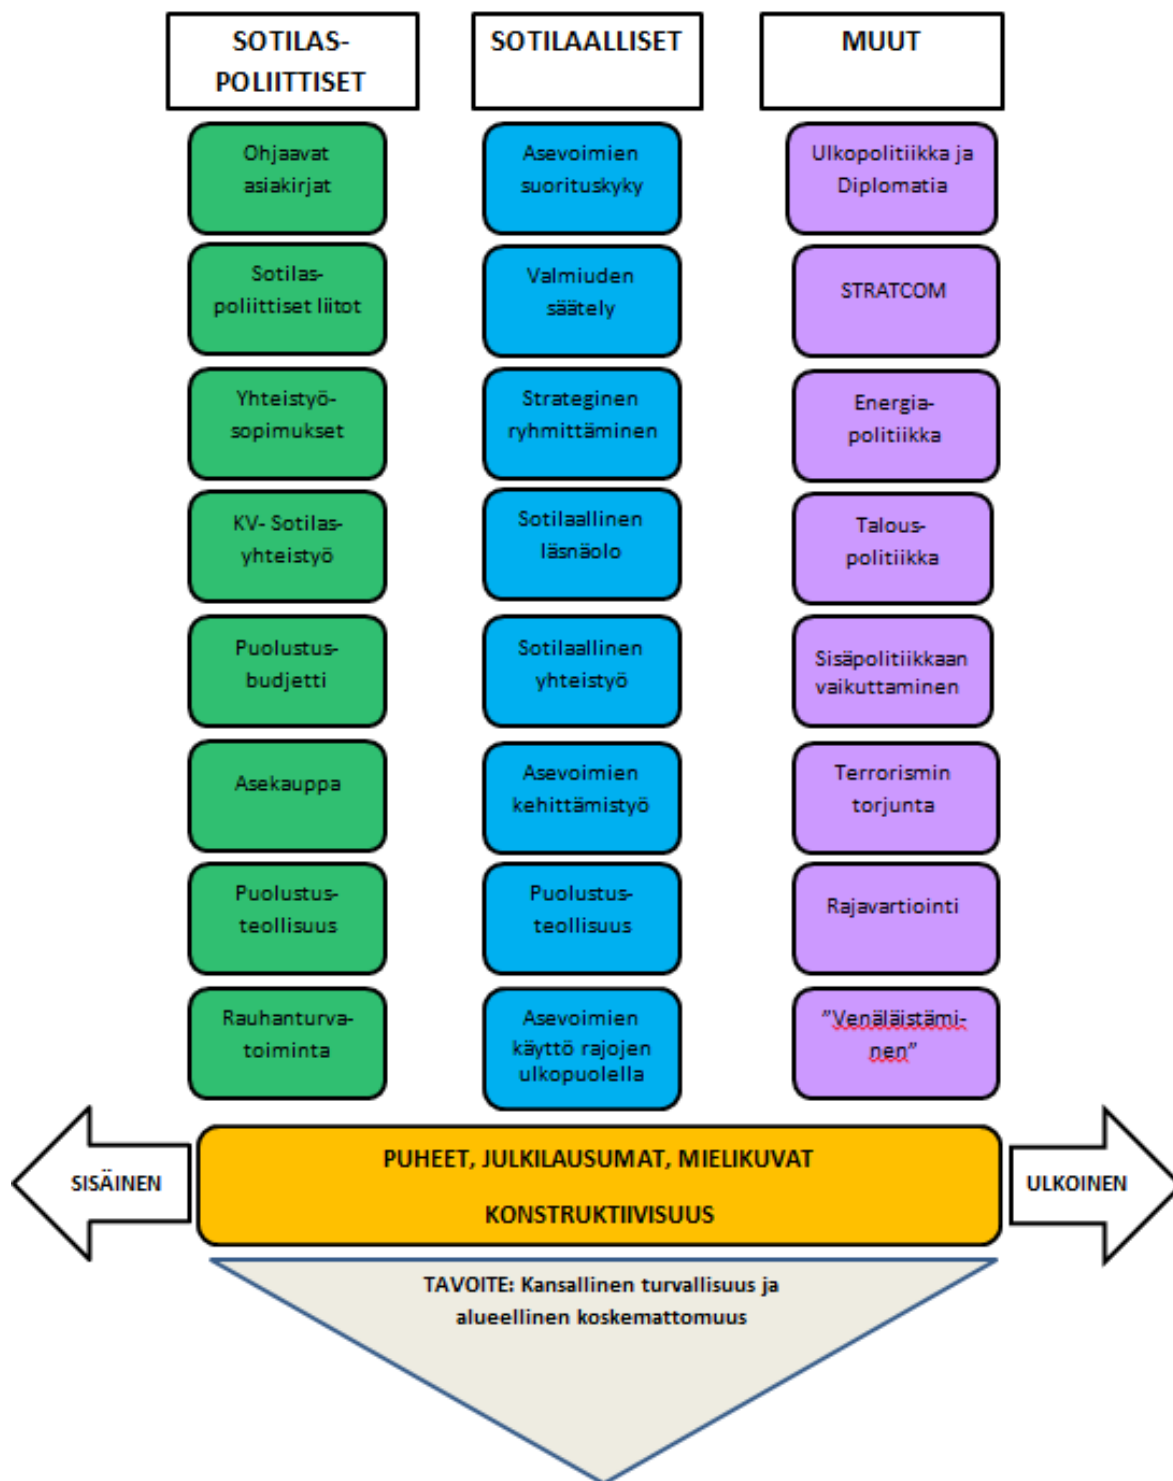 SOTILAS-
POLIITTISET
SOTILAALLISET
MUUT
Ohjaavat
asiakirjat
Sotilas-
poliittiset liitot
Yhteistyö-
sopimukset
KV- Sotilas-
yhteistyö
Puolustus-
budjetti
Asekauppa
Puolustus-
teollisuus
Rauhanturva-
toiminta
Asevoimien
suorituskyky
Valmiuden
säätely
Strateginen
ryhmittäminen
Sotilaallinen
läsnäolo
Sotilaallinen
yhteistyö
Asevoimien
kehittämistyö
Puolustus-
teollisuus
Asevoimien
käyttö rajojen
ulkopuolella
Ulkopolitiikka ja
Diplomatia
STRATCOM
Energia-
politiikka
Talous-
politiikka
Sisäpolitiikkaan
vaikuttaminen
Terrorismin
torjunta
Rajavartiointi
”Venäläistämi-
nen”
SISÄINEN
PUHEET, JULKILAUSUMAT, MIELIKUVAT
KONSTRUKTIIVISUUS
ULKOINEN
TAVOITE: Kansallinen turvallisuus ja
alueellinen koskemattomuus